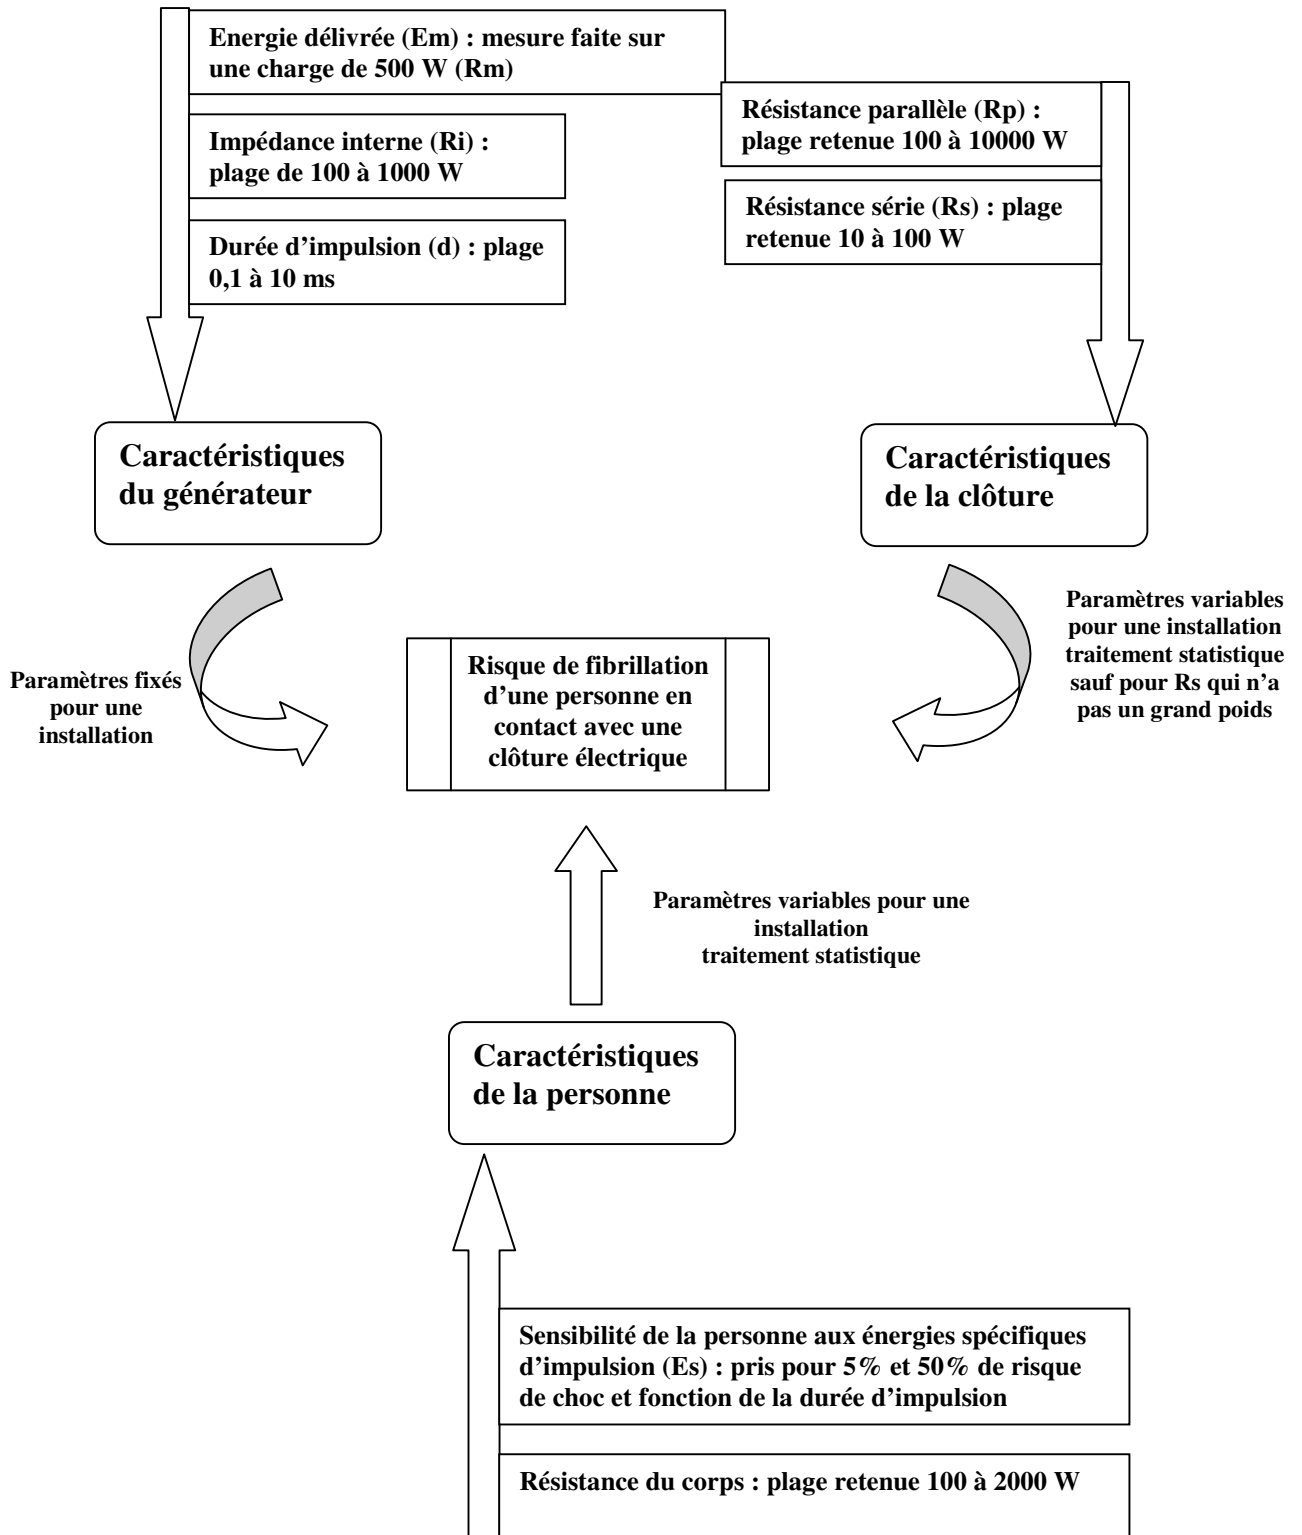 Energie délivrée (Em) : mesure faite sur
une charge de 500 W (Rm)
Impédance interne (Ri) :
plage de 100 à 1000 W
Durée d'impulsion (d) : plage
0,1 à 10 ms
Résistance parallèle (Rp) :
plage retenue 100 à 10000 W
Résistance série (Rs) : plage
retenue 10 à 100 W
Caractéristiques
du générateur
Caractéristiques
de la clôture
Paramètres fixés
pour une
installation
Risque de fibrillation
d'une personne en
contact avec une
clôture électrique
Paramètres variables
pour une installation
traitement statistique
sauf pour Rs qui n'a
pas un grand poids
Paramètres variables pour une
installation
traitement statistique
Caractéristiques
de la personne
Sensibilité de la personne aux énergies spécifiques
d'impulsion (Es) : pris pour 5% et 50% de risque
de choc et fonction de la durée d'impulsion
Résistance du corps : plage retenue 100 à 2000 W